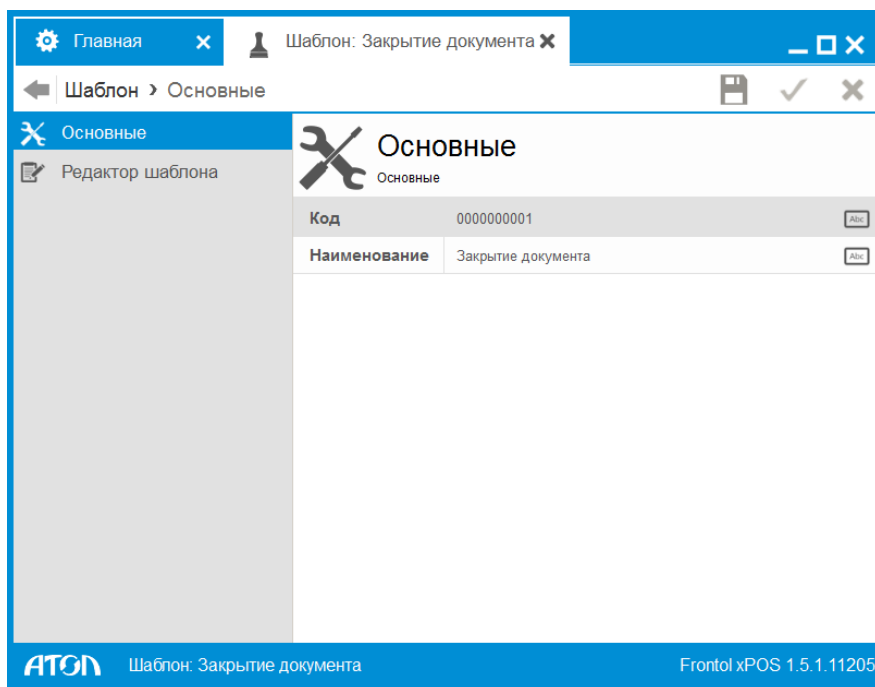 Главная
Шаблон: Закрытие документа
Шаблон › Основные
Основные
Редактор шаблона
Основные
Основные
Код 0000000001 Abc
Наименование Закрытие документа Abc
ATOL Шаблон: Закрытие документа Frontol xPOS 1.5.1.11205